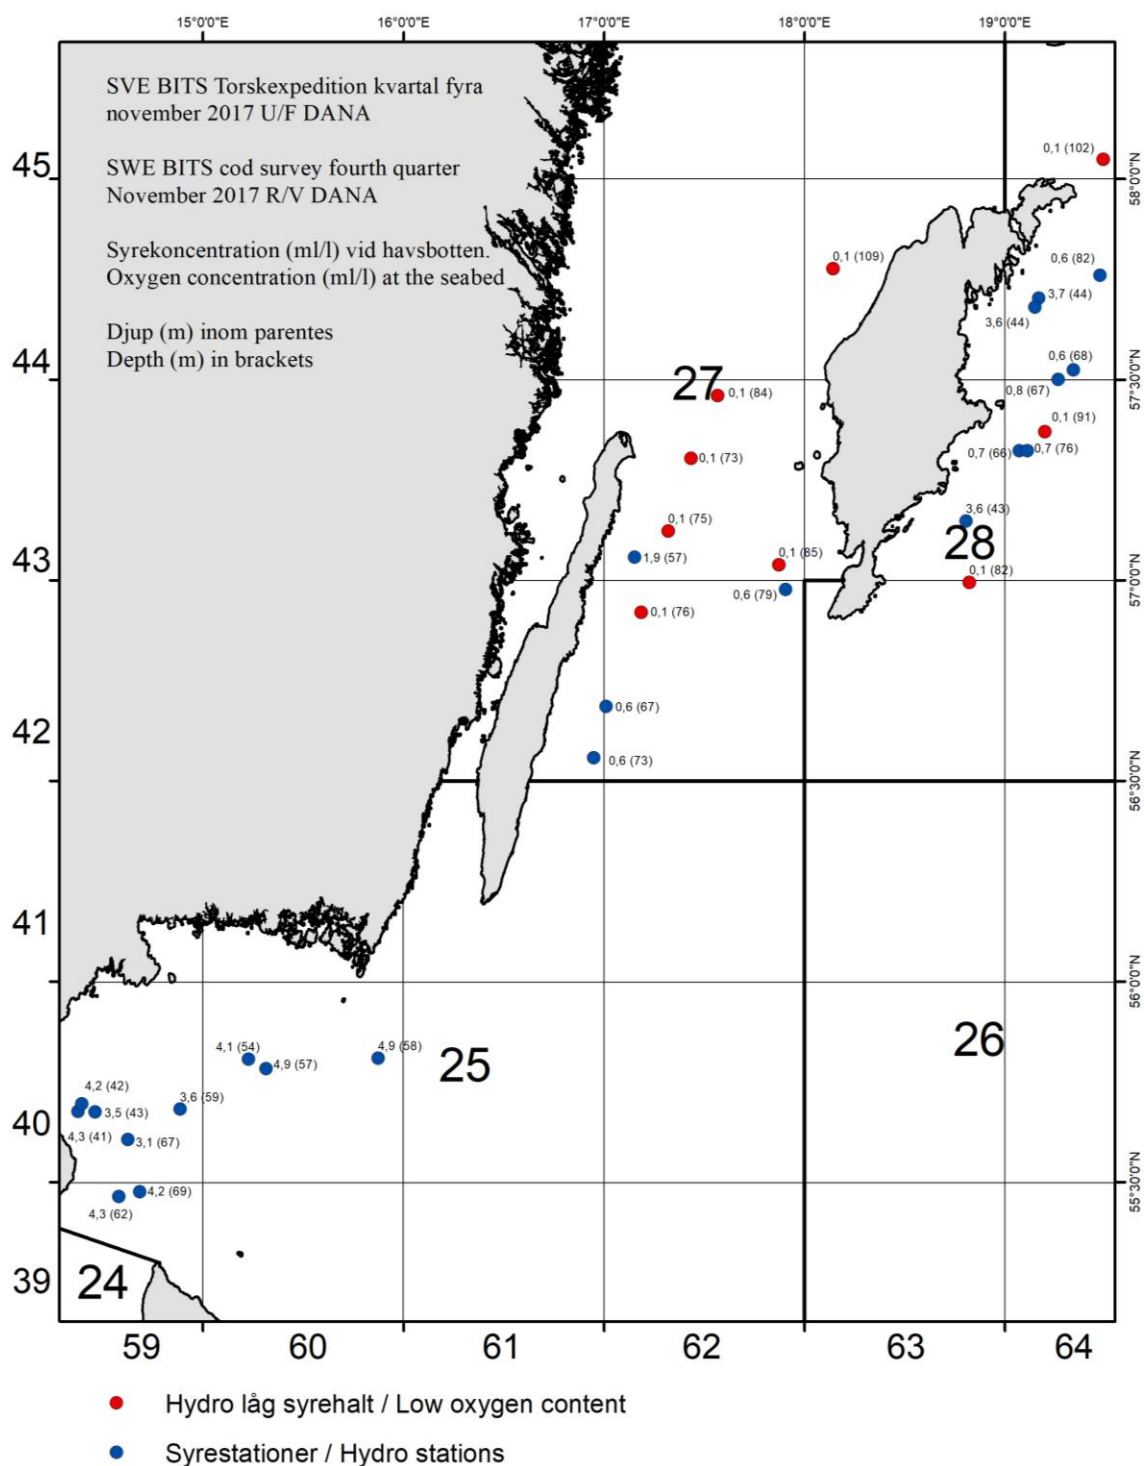 15°0'0"E 16°0'0"E 17°0'0"E 18°0'0"E 19°0'0"E
SVE BITS Torskexpedition kvartal fyra
november 2017 U/F DANA
SWE BITS cod survey fourth quarter
November 2017 R/V DANA
Syrekoncentration (ml/l) vid havsbotten.
Oxygen concentration (ml/l) at the seabed
Djup (m) inom parentes
Depth (m) in brackets
0,1 (102)
45
58°0'0"N
0,1 (109)
0,6 (82)
3,7 (44)
3,6 (44)
44
0,6 (68)
57°30'0"N
27
0,1 (84)
0,8 (67)
0,1 (91)
0,1 (73)
0,7 (66)
0,7 (76)
0,1 (75)
3,6 (43)
28
43
1,9 (57)
0,1 (85)
0,1 (82)
57°0'0"N
0,6 (79)
0,1 (76)
0,6 (67)
42
0,6 (73)
56°30'0"N
41
56°0'0"N
26
4,1 (54)
4,9 (58)
25
4,9 (57)
4,2 (42)
3,6 (59)
3,5 (43)
40
4,3 (41)
3,1 (67)
55°30'0"N
4,2 (69)
4,3 (62)
39
24
59 60 61 62 63 64
Hydro låg syrehalt / Low oxygen content
Syrestationer / Hydro stations